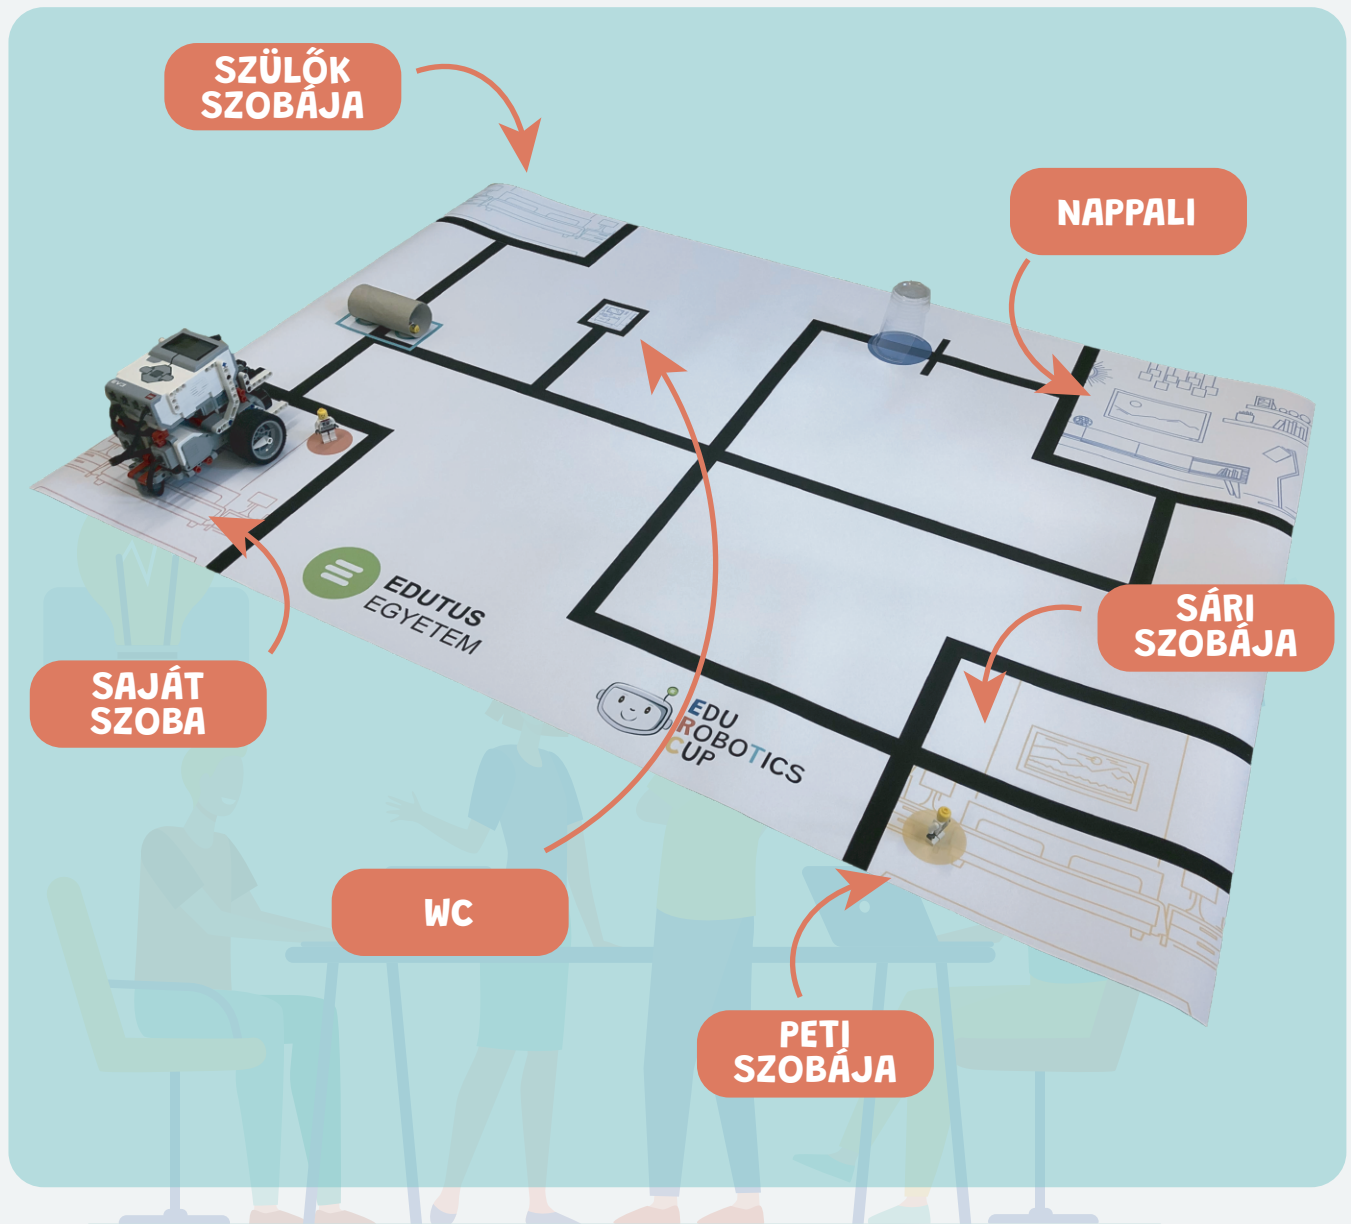 SZÜLŐK
SZOBÁJA
NAPPALI
SÁRI
SZOBÁJA
SAJÁT
SZOBA
EDUTUS
EGYETEM
EDU
ROBOTICS
CUP
WC
PETI
SZOBÁJA